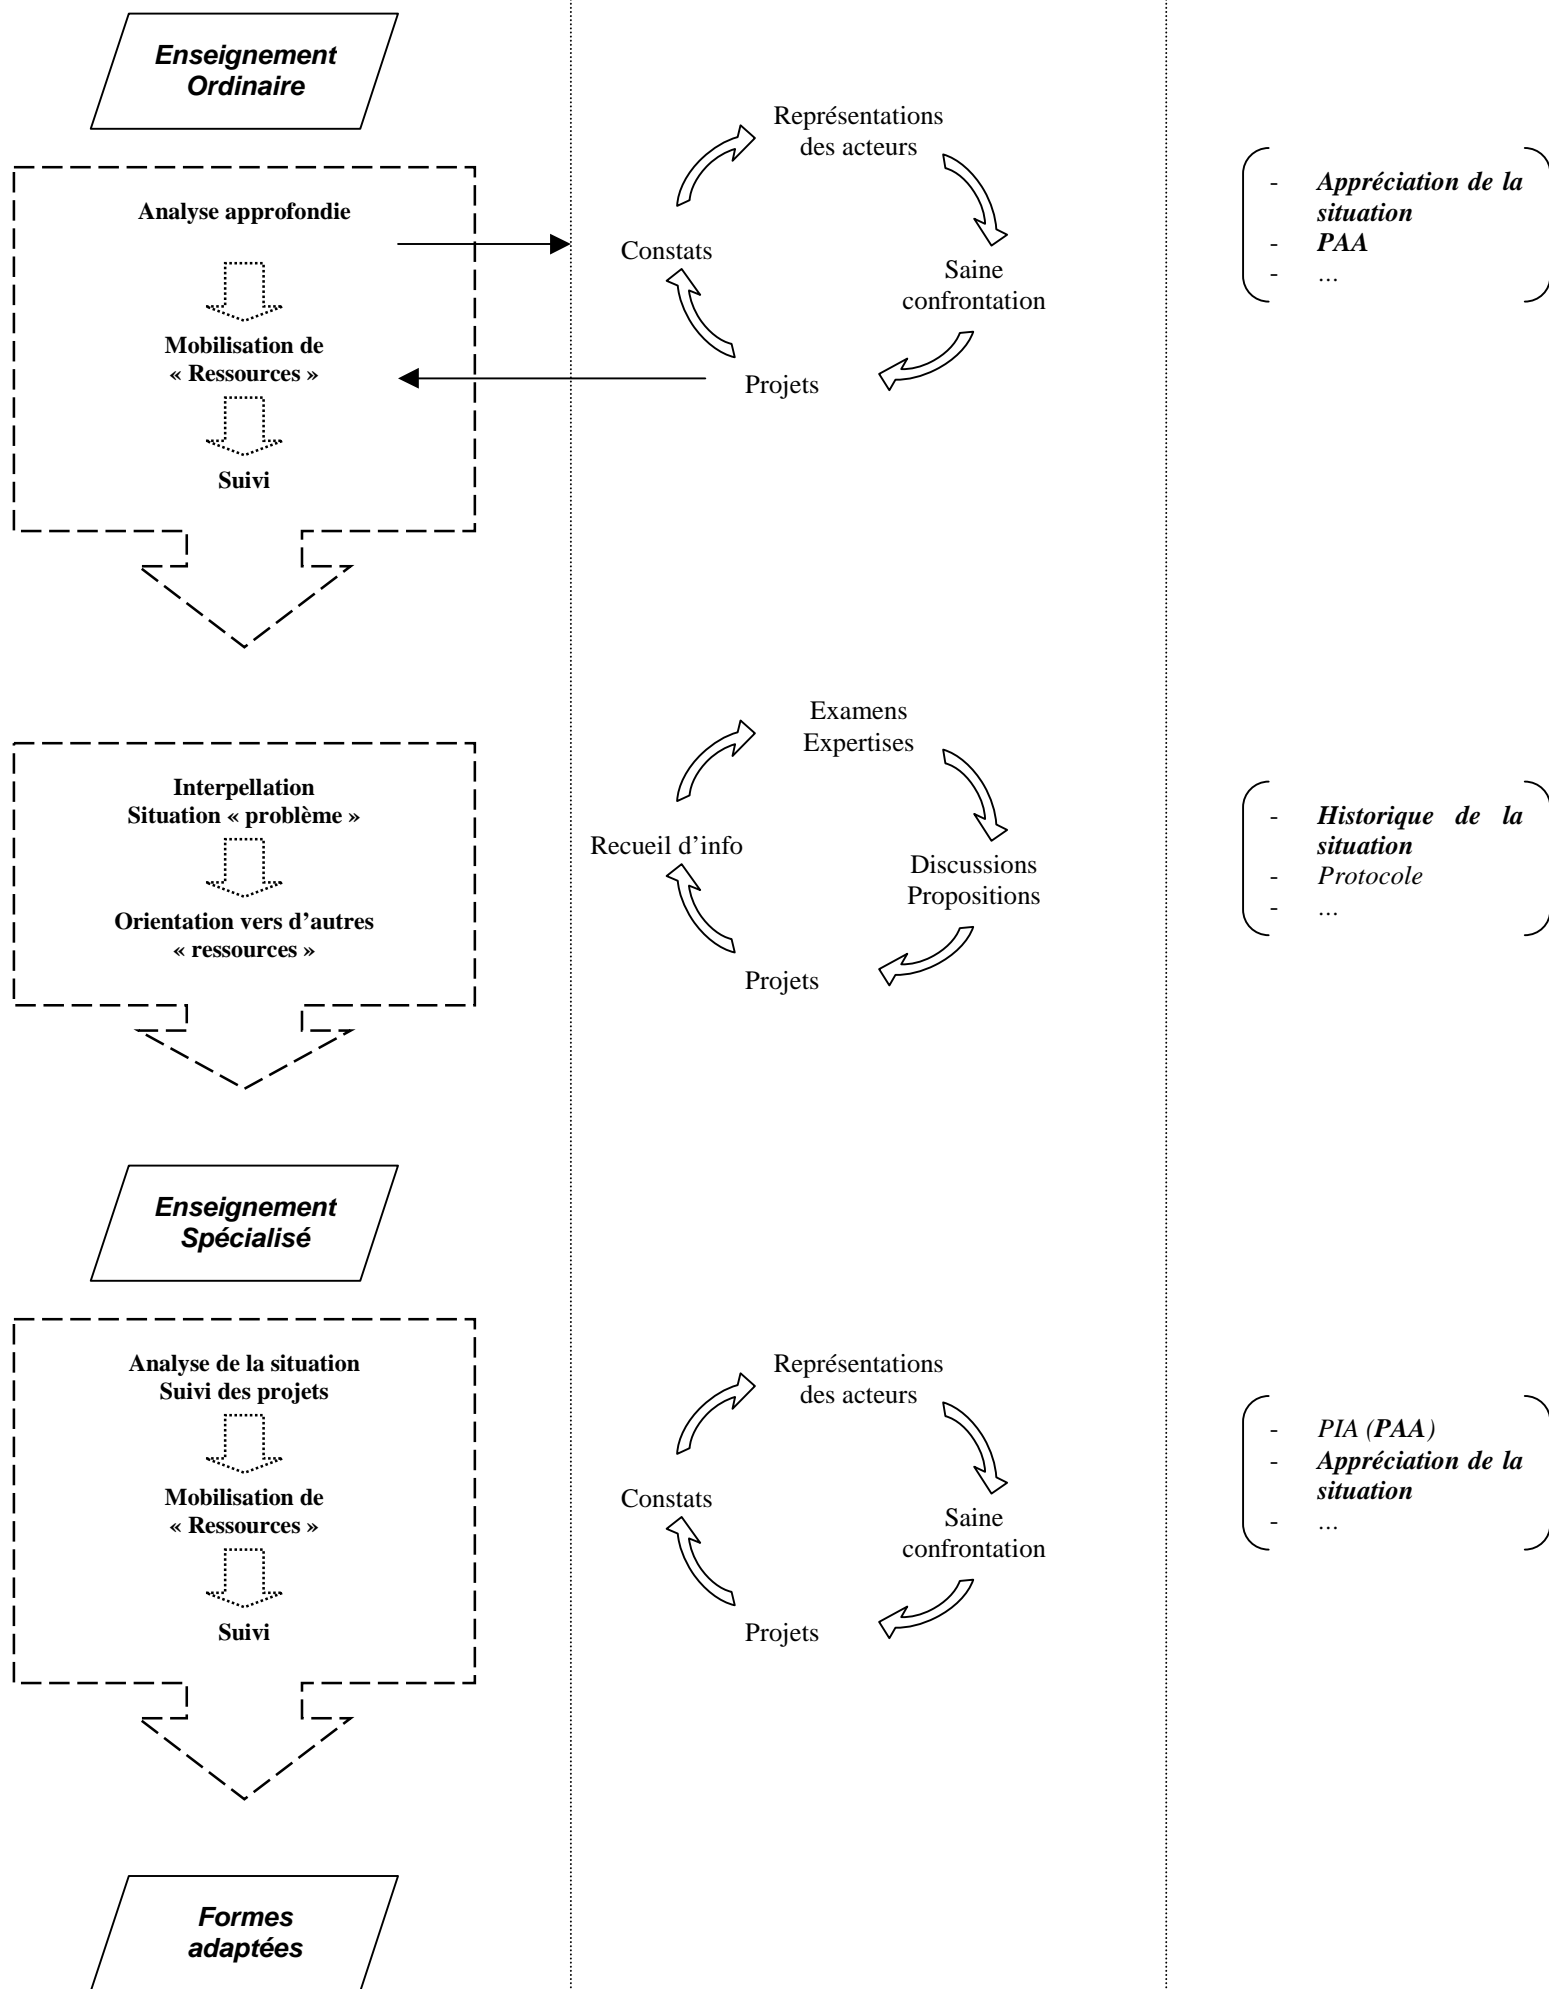 Enseignement
Ordinaire
Analyse approfondie
Mobilisation de
« Ressources »
Suivi
Représentations
des acteurs
Constats
Saine
confrontation
Projets
- Appréciation de la
situation
- PAA
- …
Interpellation
Situation « problème »
Orientation vers d’autres
« ressources »
Examens
Expertises
Recueil d’info
Discussions
Propositions
Projets
- Historique de la
situation
- Protocole
- …
Enseignement
Spécialisé
Analyse de la situation
Suivi des projets
Mobilisation de
« Ressources »
Suivi
Représentations
des acteurs
Constats
Saine
confrontation
Projets
- PIA (PAA)
- Appréciation de la
situation
- …
Formes
adaptées